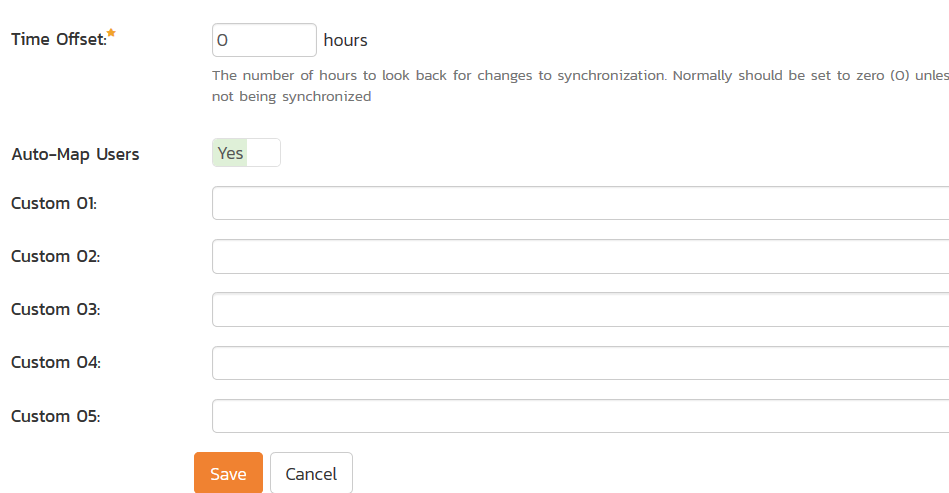 Time Offset:
0 hours
The number of hours to look back for changes to synchronization. Normally should be set to zero (0)
not being synchronized
Auto-Map Users
Yes
Custom 01:
Custom 02:
Custom 03:
Custom 04:
Custom 05:
Save Cancel